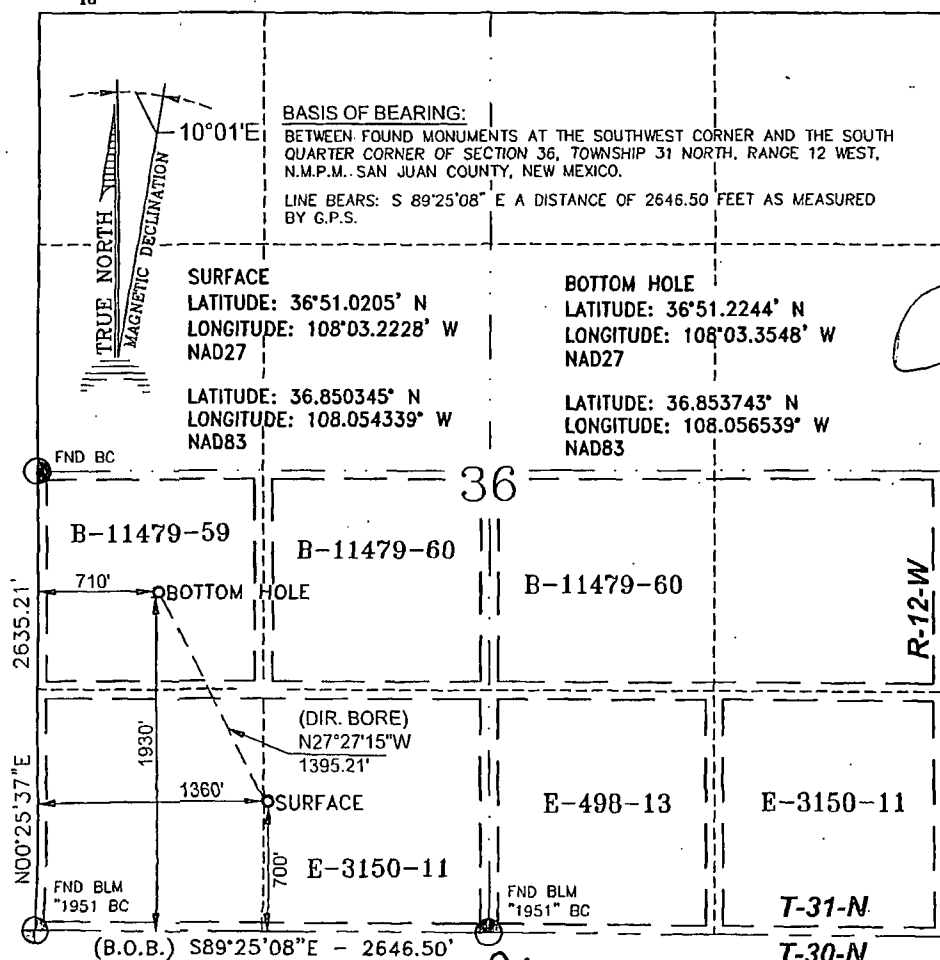 BASIS OF BEARING:
BETWEEN FOUND MONUMENTS AT THE SOUTHWEST CORNER AND THE SOUTH
QUARTER CORNER OF SECTION 36, TOWNSHIP 31 NORTH, RANGE 12 WEST,
N.M.P.M. SAN JUAN COUNTY, NEW MEXICO.
LINE BEARS: S 89°25'08" E A DISTANCE OF 2646.50 FEET AS MEASURED
BY G.P.S.
10°01'E
TRUE NORTH
MAGNETIC DECLINATION
SURFACE
LATITUDE: 36°51.0205' N
LONGITUDE: 108°03.2228' W
NAD27
LATITUDE: 36.850345° N
LONGITUDE: 108.054339° W
NAD83
BOTTOM HOLE
LATITUDE: 36°51.2244' N
LONGITUDE: 108°03.3548' W
NAD27
LATITUDE: 36.853743° N
LONGITUDE: 108.056539° W
NAD83
FND BC
36
B-11479-59
B-11479-60
B-11479-60
710'
BOTTOM HOLE
2635.21'
R-12-W
(DIR. BORE)
N27°27'15"W
1395.21'
1930'
1360'
SURFACE
E-498-13
E-3150-11
N00°25'37"E
700'
E-3150-11
FND BLM
"1951 BC
FND BLM
"1951" BC
T-31-N
(B.O.B.) S89°25'08"E - 2646.50'
T-30-N